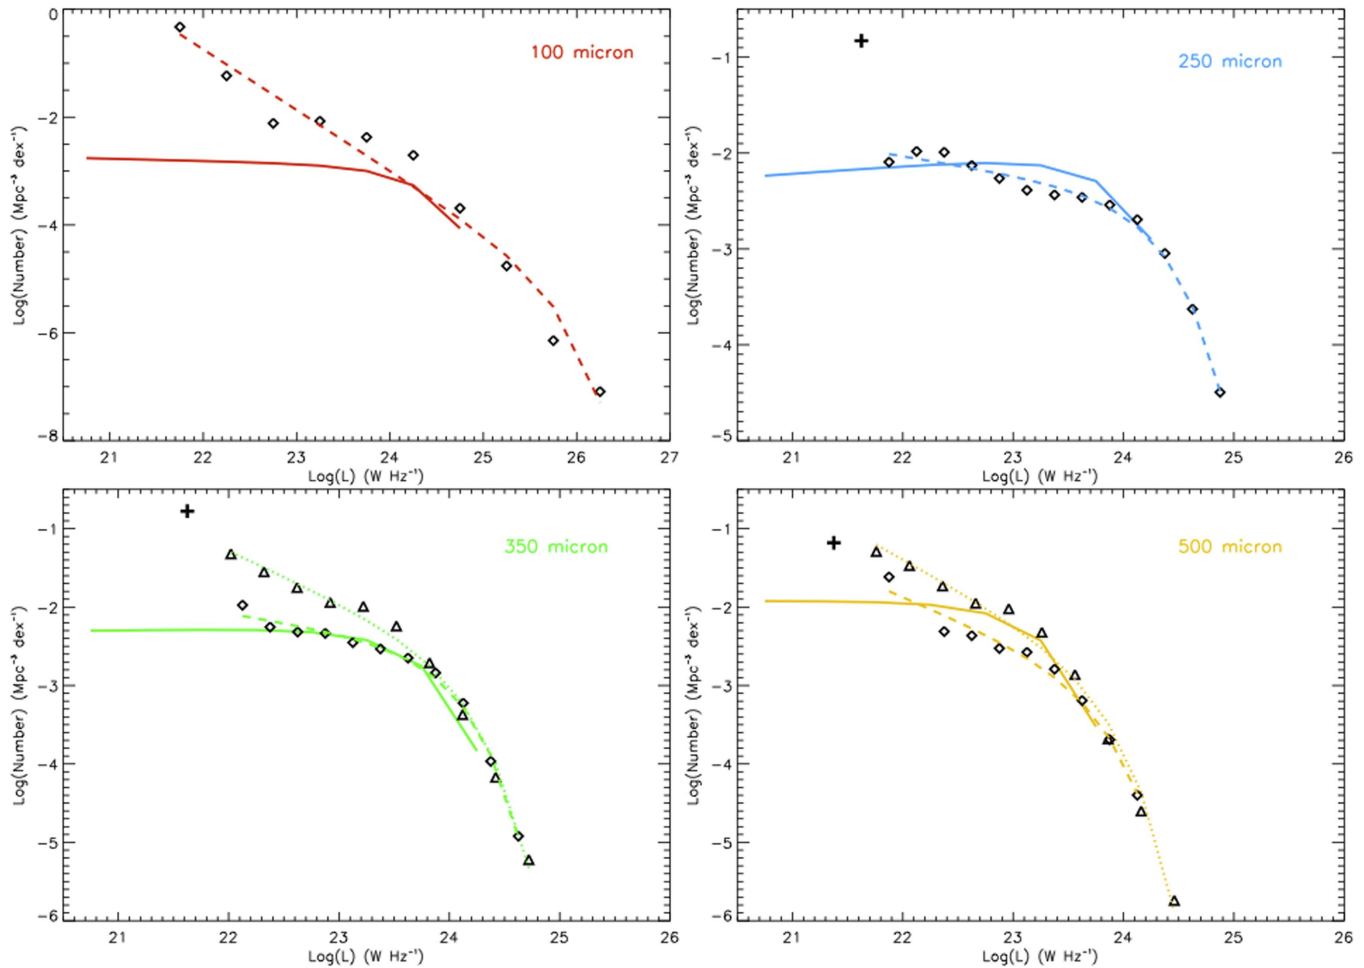 0
-2
-4
-6
-8
100 micron
Log(Number) (Mpc⁻³ dex⁻¹)
21 22 23 24 25 26 27
Log(L) (W Hz⁻¹)
-1
-2
-3
-4
-5
250 micron
Log(Number) (Mpc⁻³ dex⁻¹)
21 22 23 24 25 26
Log(L) (W Hz⁻¹)
-1
-2
-3
-4
-5
-6
350 micron
Log(Number) (Mpc⁻³ dex⁻¹)
21 22 23 24 25 26
Log(L) (W Hz⁻¹)
-1
-2
-3
-4
-5
-6
500 micron
Log(Number) (Mpc⁻³ dex⁻¹)
21 22 23 24 25 26
Log(L) (W Hz⁻¹)